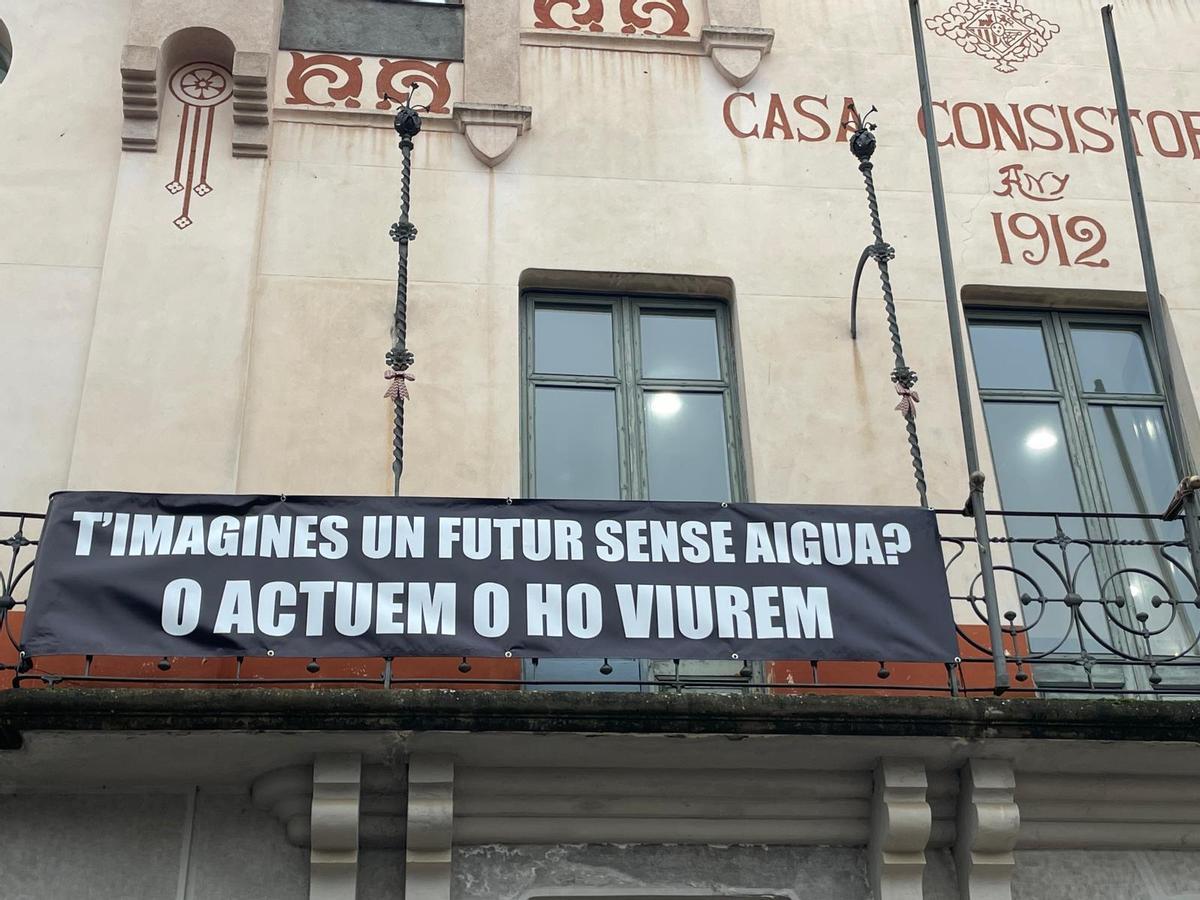 CASA CONSISTOR
ANY
1912
T'IMAGINES UN FUTUR SENSE AIGUA?
O ACTUEM O HO VIUREM